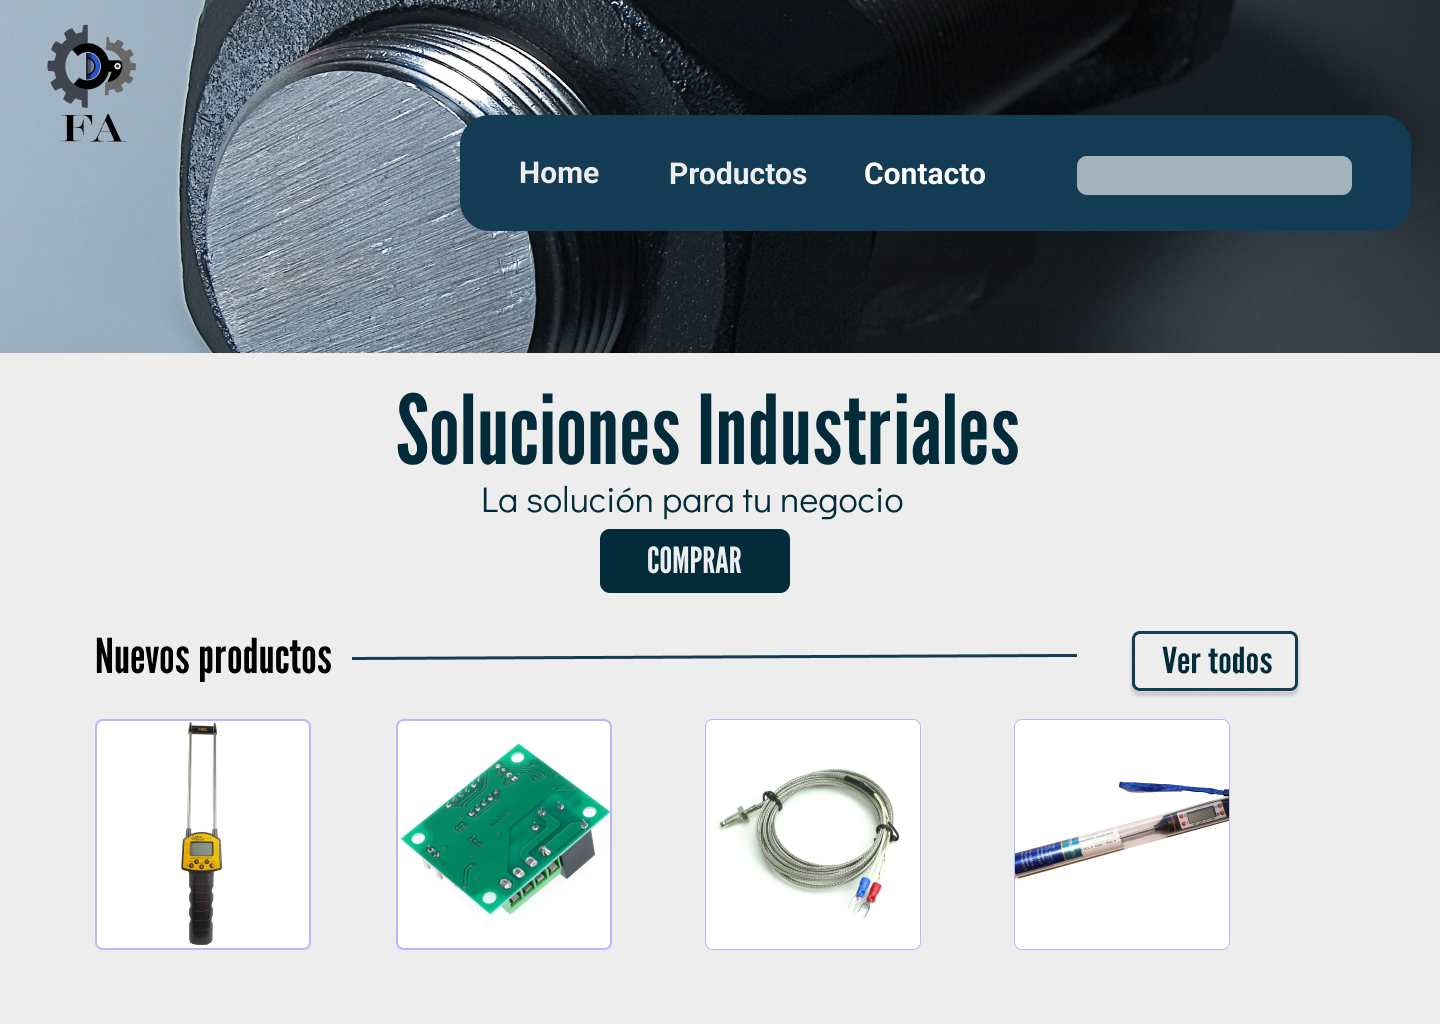 FA
Home
Productos
Contacto
Soluciones Industriales
La solución para tu negocio
COMPRAR
Nuevos productos
Ver todos